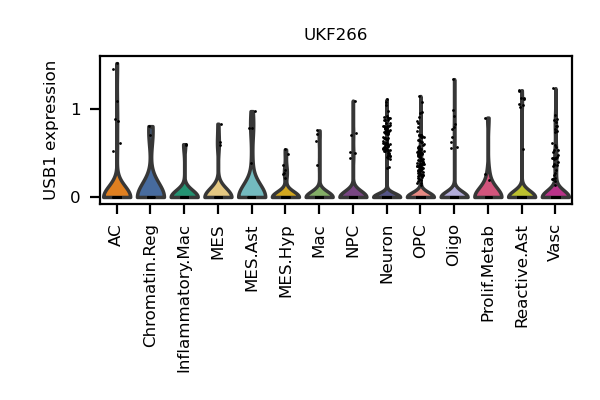 UKF266
USB1 expression
1
0
AC
Chromatin.Reg
Inflammatory.Mac
MES
MES.Ast
MES.Hyp
Mac
NPC
Neuron
OPC
Oligo
Prolif.Metab
Reactive.Ast
Vasc